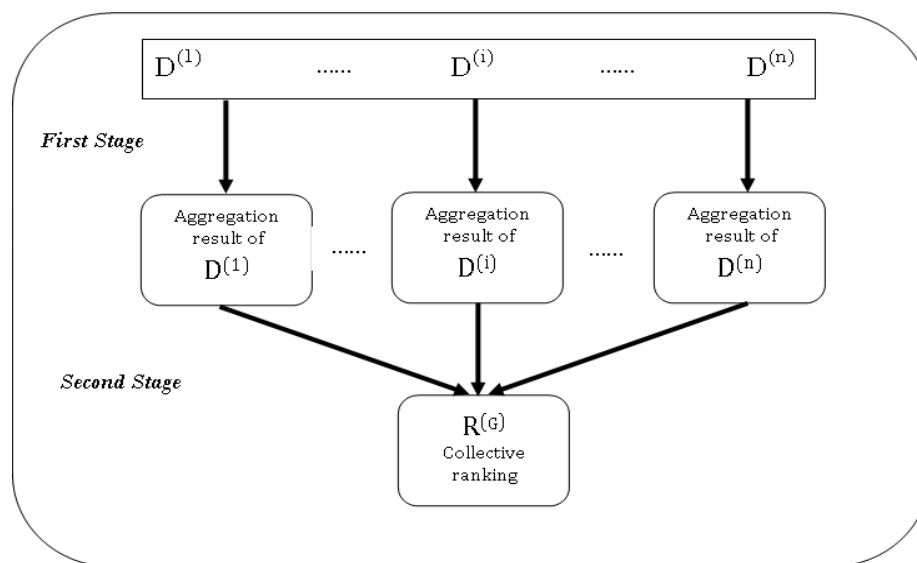 D(1) ...... D(i) ...... D(n)
First Stage
Aggregation
result of
D(1)
......
Aggregation
result of
D(i)
......
Aggregation
result of
D(n)
Second Stage
R(G)
Collective
ranking